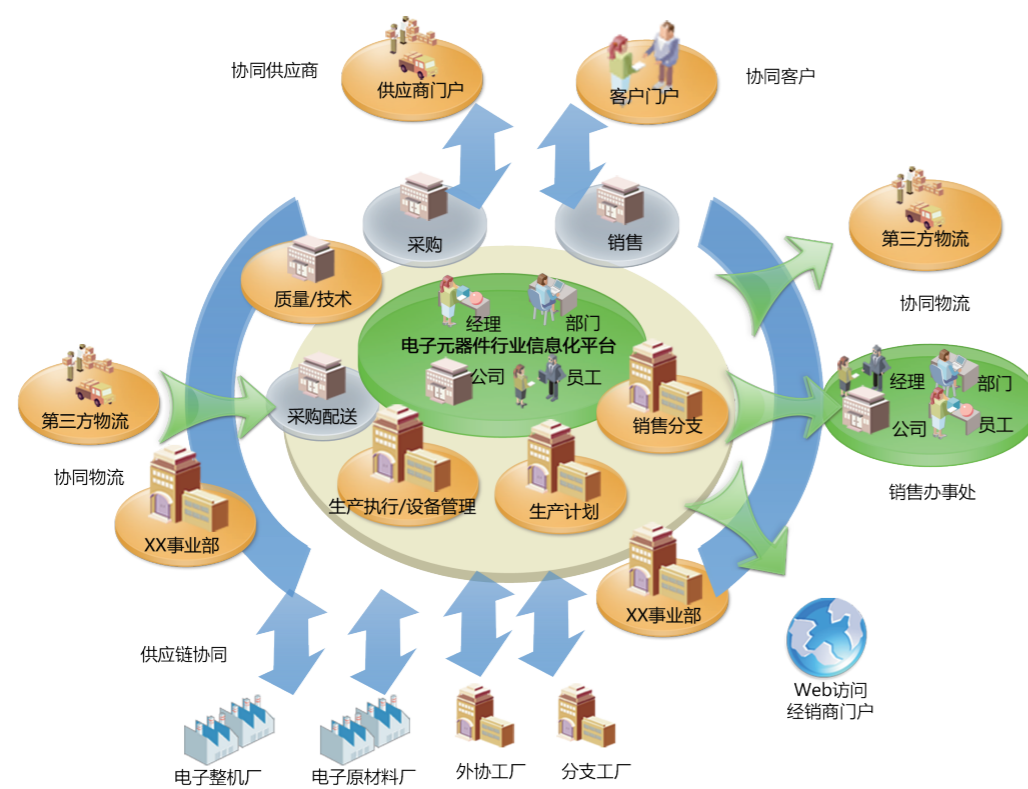 协同供应商
供应商门户
客户门户
协同客户
采购
销售
第三方物流
协同物流
质量/技术
经理
部门
电子元器件行业信息化平台
公司
员工
采购配送
销售分支
第三方物流
协同物流
经理
部门
公司
员工
销售办事处
生产执行/设备管理
生产计划
XX事业部
XX事业部
供应链协同
Web访问
经销商门户
电子整机厂
电子原材料厂
外协工厂
分支工厂